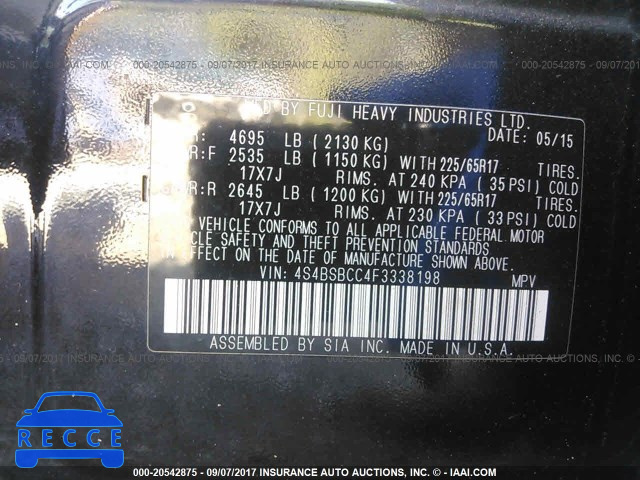 000-20542875 - 09/07/2017 INSURANCE AUTO AUCTIONS, INC. © - IAAI.COM
BY FUJI HEAVY INDUSTRIES LTD.
DATE: 05/15
4695 LB (2130 KG)
2535 LB (1150 KG) WITH 225/65R17 TIRES.
17X7J RIMS. AT 240 KPA (35 PSI) COLD
2645 LB (1200 KG) WITH 225/65R17 TIRES.
17X7J RIMS. AT 230 KPA (33 PSI) COLD
VEHICLE CONFORMS TO ALL APPLICABLE FEDERAL MOTOR
VEHICLE SAFETY AND THEFT PREVENTION STANDARDS
IN EFFECT ON THE DATE OF MANUFACTURE SHOWN ABOVE.
VIN: 4S4BSBCC4F3338198 MPV
ASSEMBLED BY SIA INC. MADE IN U.S.A.
RECCE
000-20542875 - 09/07/2017 INSURANCE AUTO AUCTIONS, INC. © - IAAI.COM